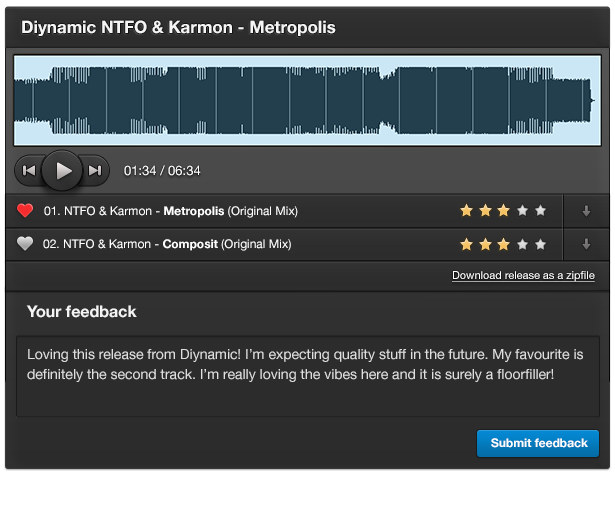 Diynamic NTFO & Karmon - Metropolis
01:34 / 06:34
01. NTFO & Karmon - Metropolis (Original Mix)
02. NTFO & Karmon - Composit (Original Mix)
Download release as a zipfile
Your feedback
Loving this release from Diynamic! I'm expecting quality stuff in the future. My favourite is
definitely the second track. I'm really loving the vibes here and it is surely a floorfiller!
Submit feedback